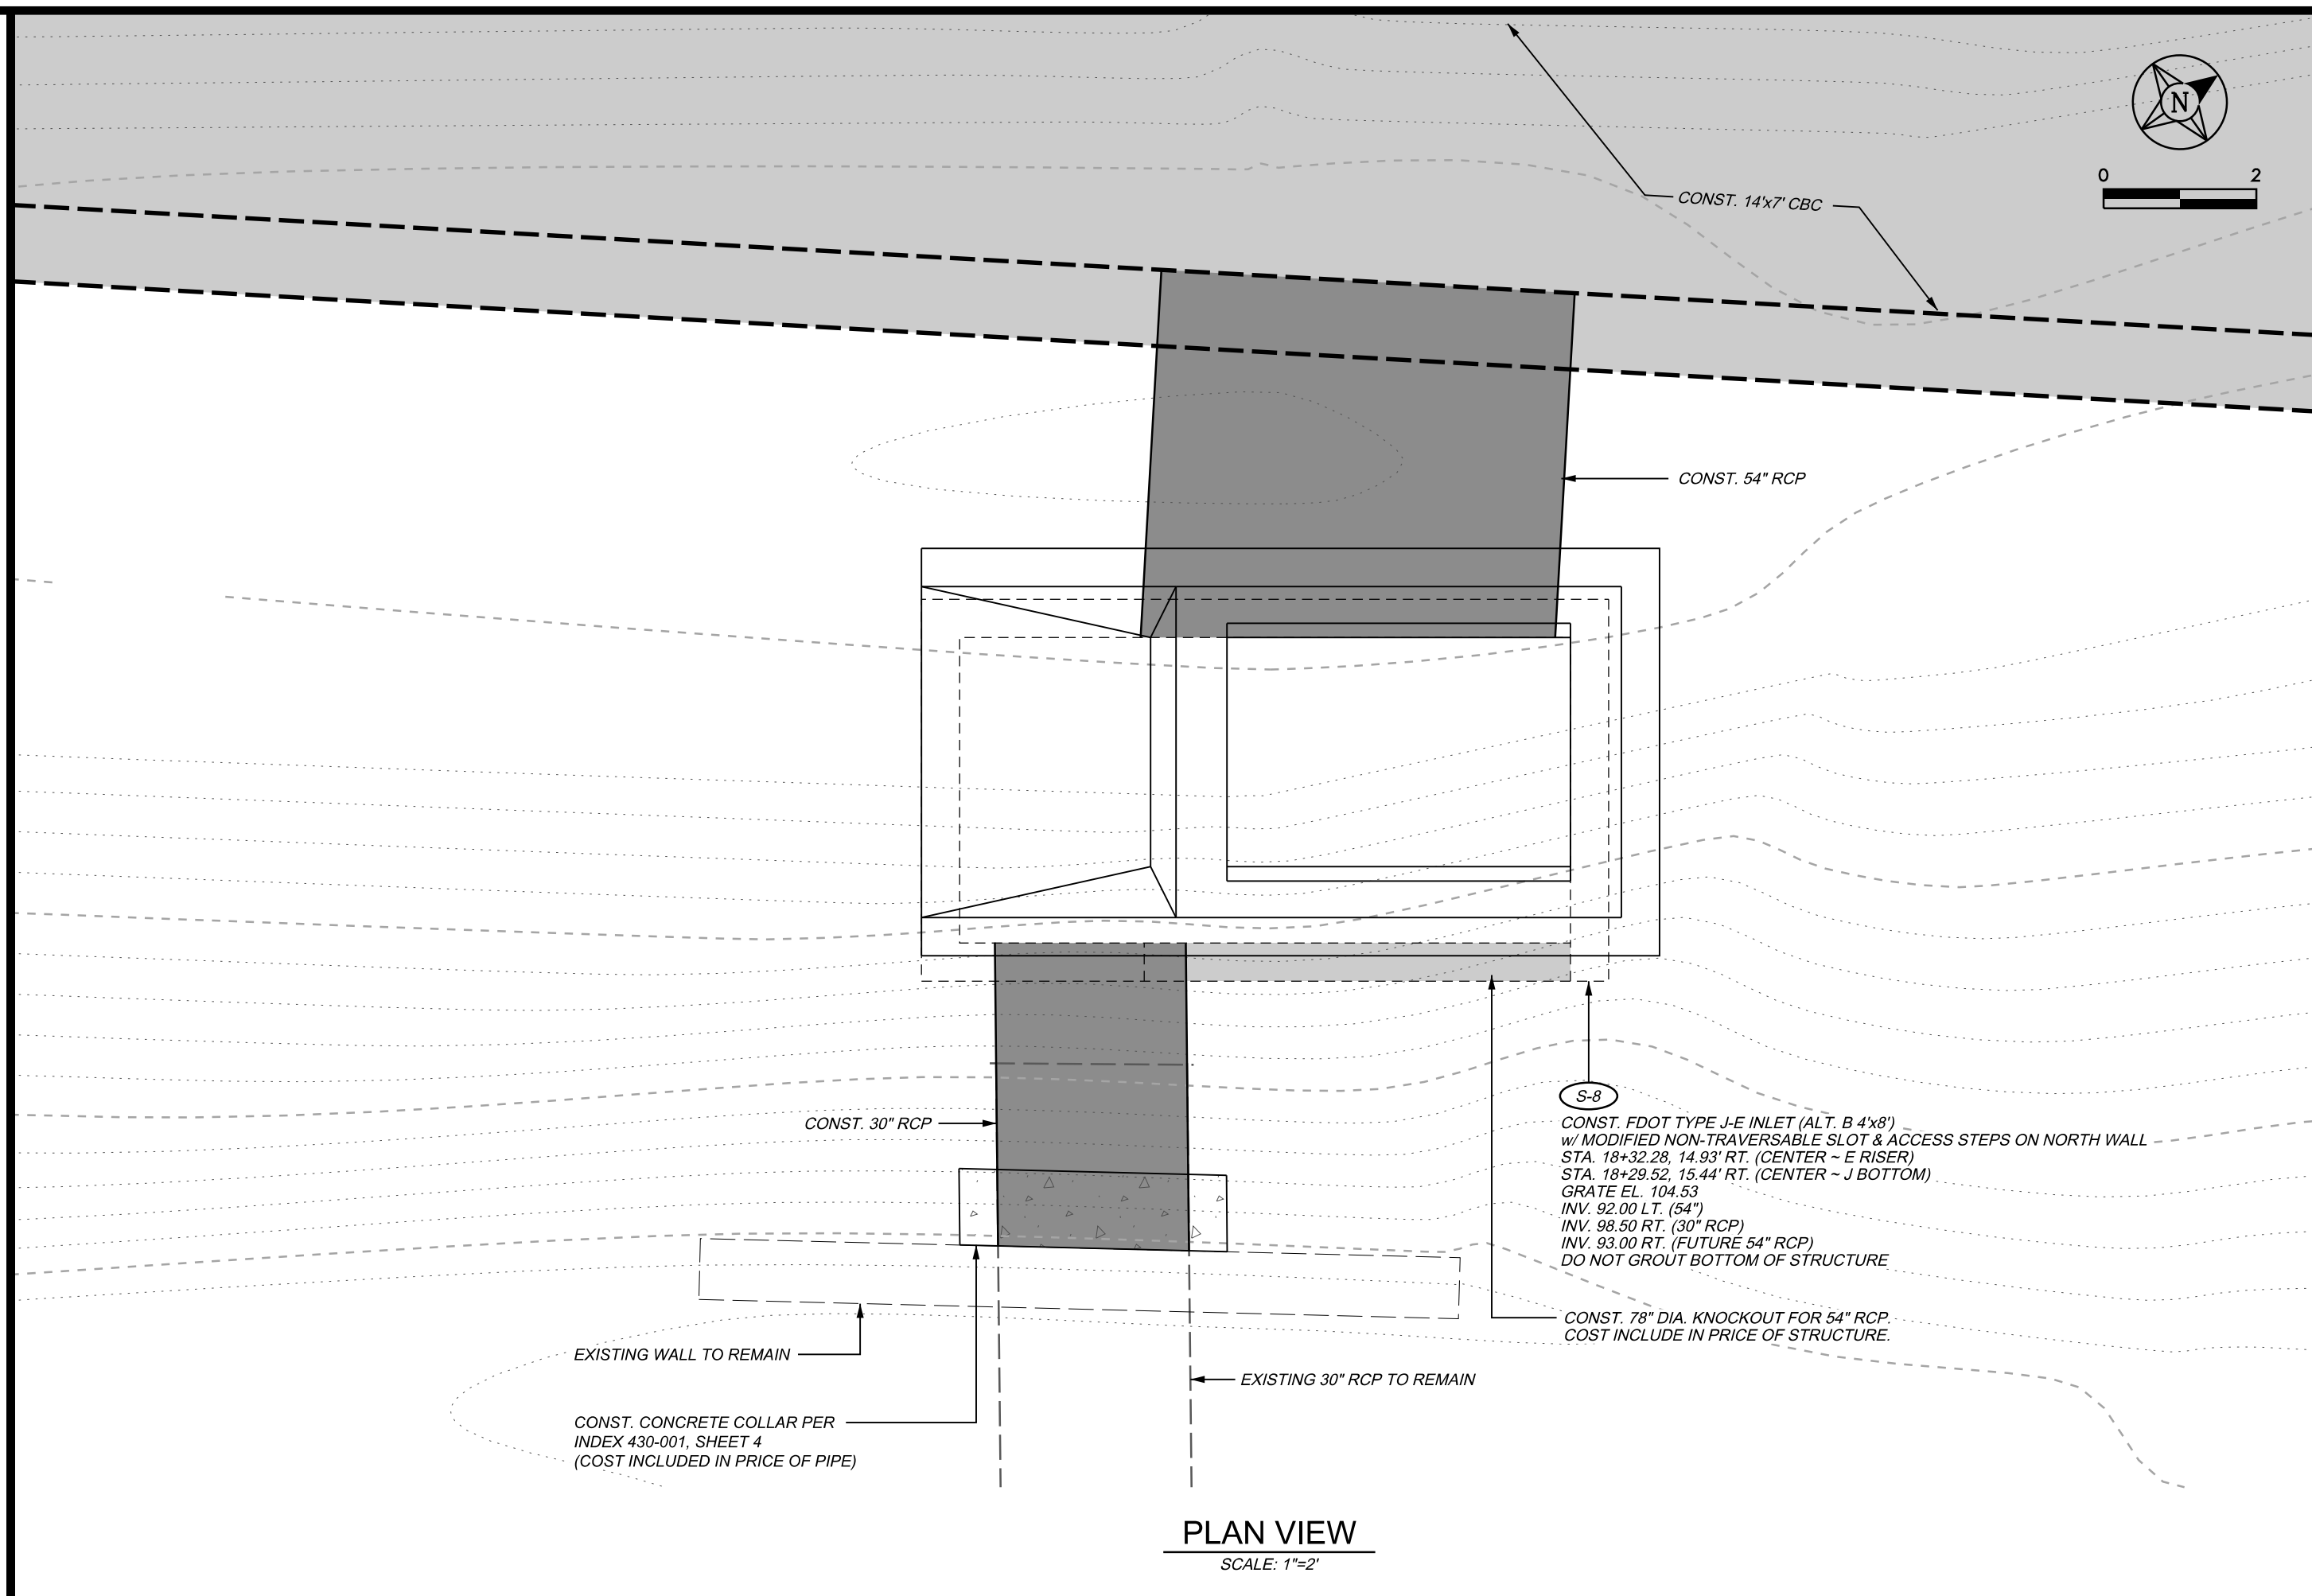 N
0 2
CONST. 14'x7' CBC
CONST. 54" RCP
CONST. 30" RCP
S-8
CONST. FDOT TYPE J-E INLET (ALT. B 4'x8')
w/ MODIFIED NON-TRAVERSABLE SLOT & ACCESS STEPS ON NORTH WALL
STA. 18+32.28, 14.93' RT. (CENTER ~ E RISER)
STA. 18+29.52, 15.44' RT. (CENTER ~ J BOTTOM)
GRATE EL. 104.53
INV. 92.00 LT. (54")
INV. 98.50 RT. (30" RCP)
INV. 93.00 RT. (FUTURE 54" RCP)
DO NOT GROUT BOTTOM OF STRUCTURE
CONST. 78" DIA. KNOCKOUT FOR 54" RCP.
COST INCLUDE IN PRICE OF STRUCTURE.
EXISTING WALL TO REMAIN
EXISTING 30" RCP TO REMAIN
CONST. CONCRETE COLLAR PER
INDEX 430-001, SHEET 4
(COST INCLUDED IN PRICE OF PIPE)
PLAN VIEW
SCALE: 1"=2'